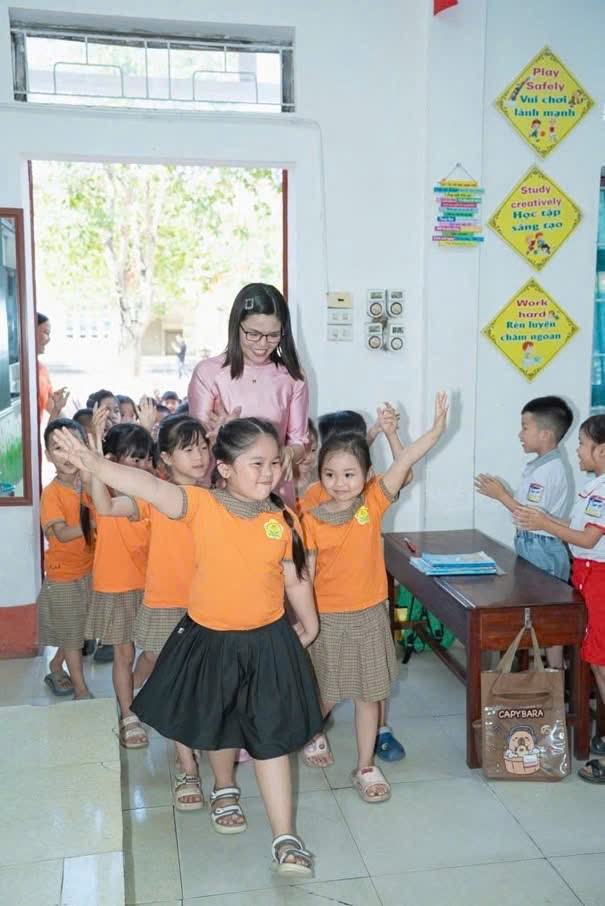 Play
Safely
Vui chơi
lành mạnh
Study
creatively
Học tập
sáng tạo
Work
hard
Rèn luyện
chăm ngoan
CAPYBARA